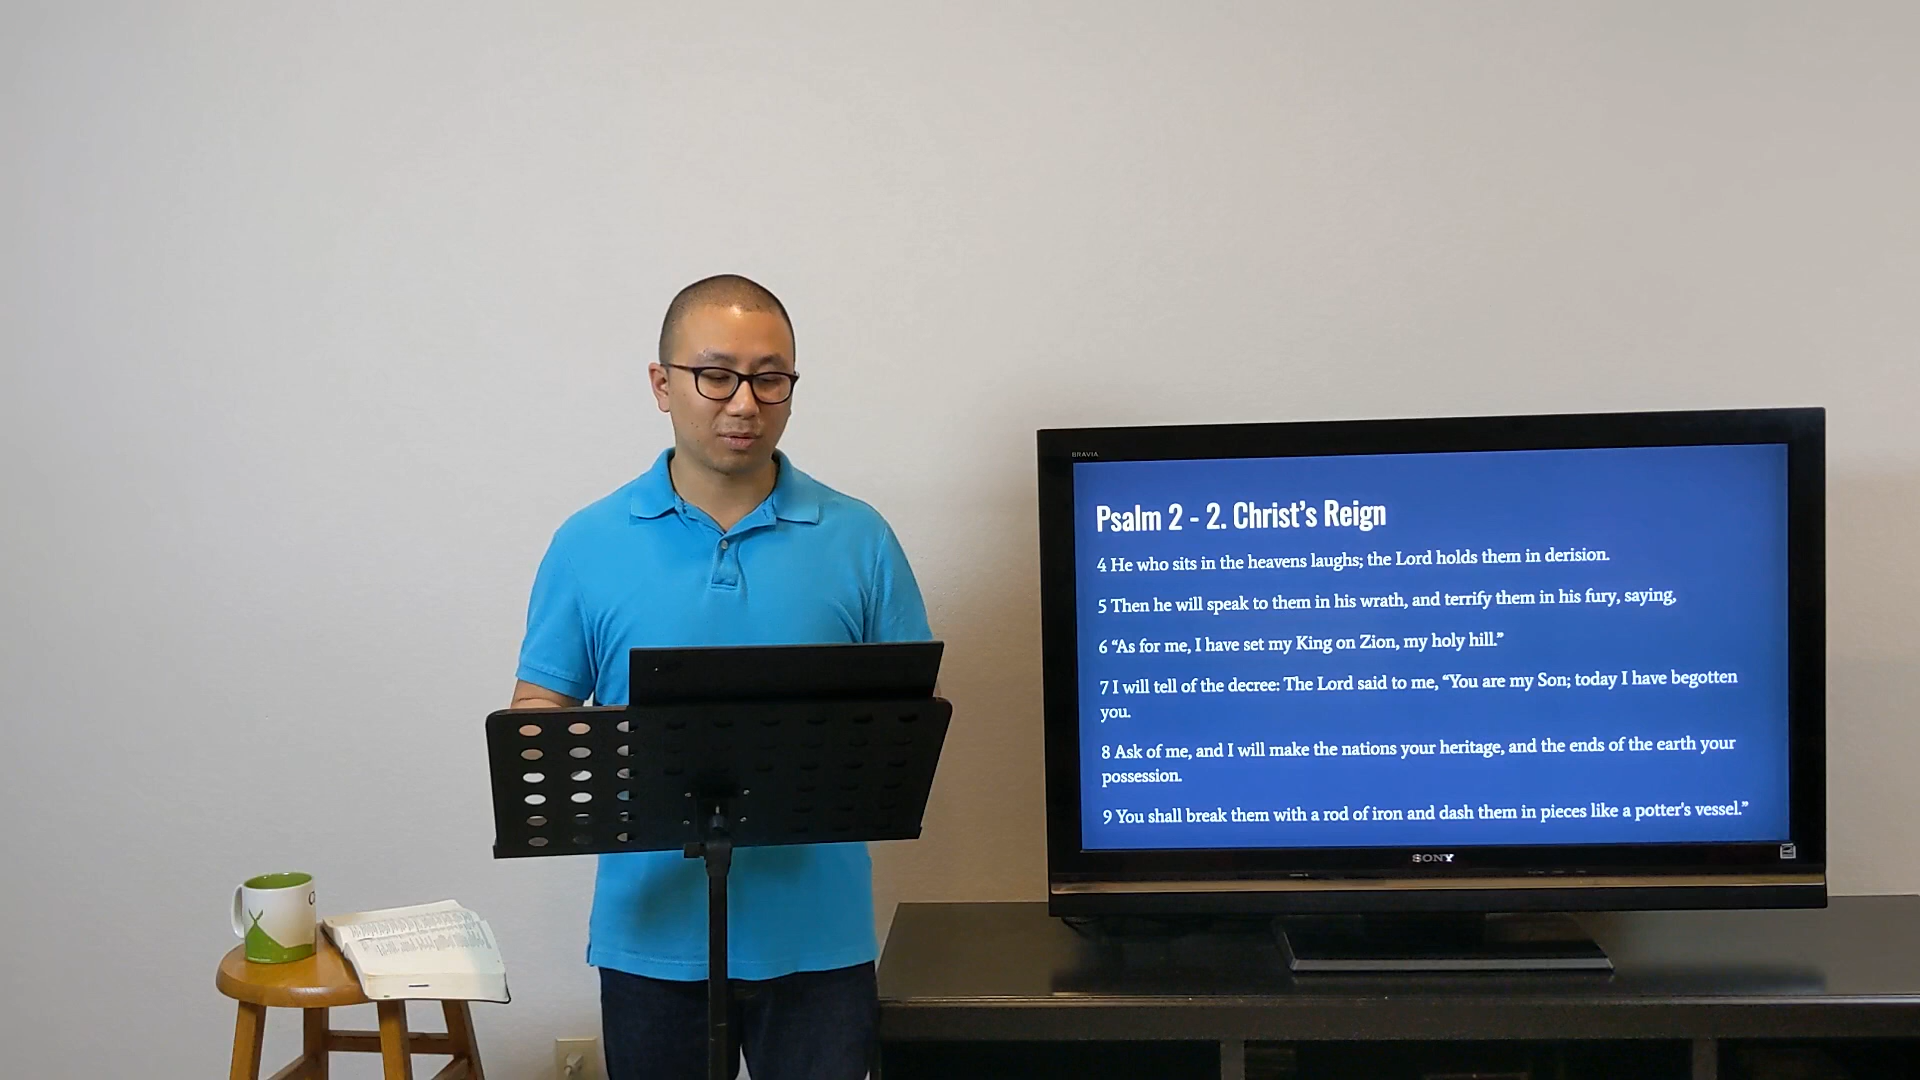 BRAVIA
Psalm 2 - 2. Christ’s Reign
4 He who sits in the heavens laughs; the Lord holds them in derision.
5 Then he will speak to them in his wrath, and terrify them in his fury, saying,
6 “As for me, I have set my King on Zion, my holy hill.”
7 I will tell of the decree: The Lord said to me, “You are my Son; today I have begotten
you.
8 Ask of me, and I will make the nations your heritage, and the ends of the earth your
possession.
9 You shall break them with a rod of iron and dash them in pieces like a potter's vessel.”
SONY